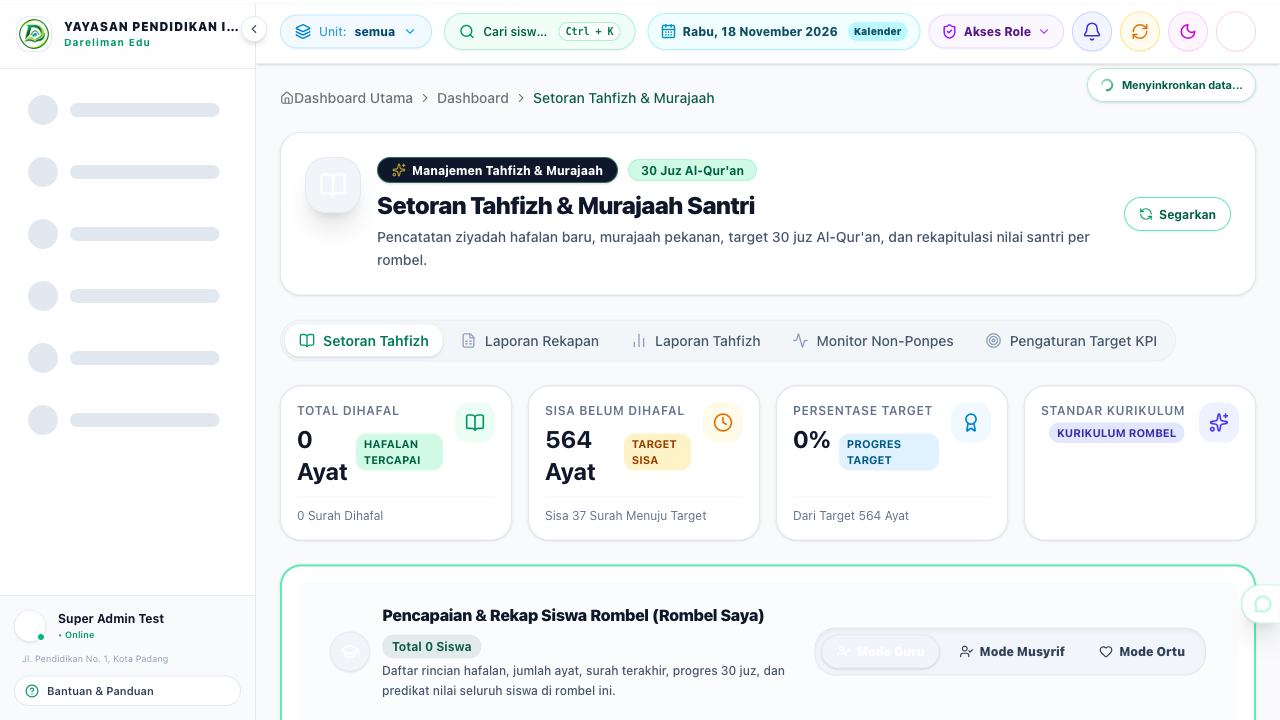 YAYASAN PENDIDIKAN I...
Dareliman Edu
Unit: semua
Cari sisw...
Ctrl + K
Rabu, 18 November 2026
Kalender
Akses Role
Menyinkronkan data...
Dashboard Utama
Dashboard
Setoran Tahfizh & Murajaah
Manajemen Tahfizh & Murajaah
30 Juz Al-Qur'an
Setoran Tahfizh & Murajaah Santri
Pencatatan ziyadah hafalan baru, murajaah pekanan, target 30 juz Al-Qur'an, dan rekapitulasi nilai santri per
rombel.
Segarkan
Setoran Tahfizh
Laporan Rekapan
Laporan Tahfizh
Monitor Non-Ponpes
Pengaturan Target KPI
TOTAL DIHAFAL
0
Ayat
HAFALAN
TERCAPAI
0 Surah Dihafal
SISA BELUM DIHAFAL
564
Ayat
TARGET
SISA
Sisa 37 Surah Menuju Target
PERSENTASE TARGET
0%
PROGRES
TARGET
Dari Target 564 Ayat
STANDAR KURIKULUM
KURIKULUM ROMBEL
Pencapaian & Rekap Siswa Rombel (Rombel Saya)
Total 0 Siswa
Daftar rincian hafalan, jumlah ayat, surah terakhir, progres 30 juz, dan
predikat nilai seluruh siswa di rombel ini.
Mode Guru
Mode Musyrif
Mode Ortu
Super Admin Test
• Online
Jl. Pendidikan No. 1, Kota Padang
Bantuan & Panduan